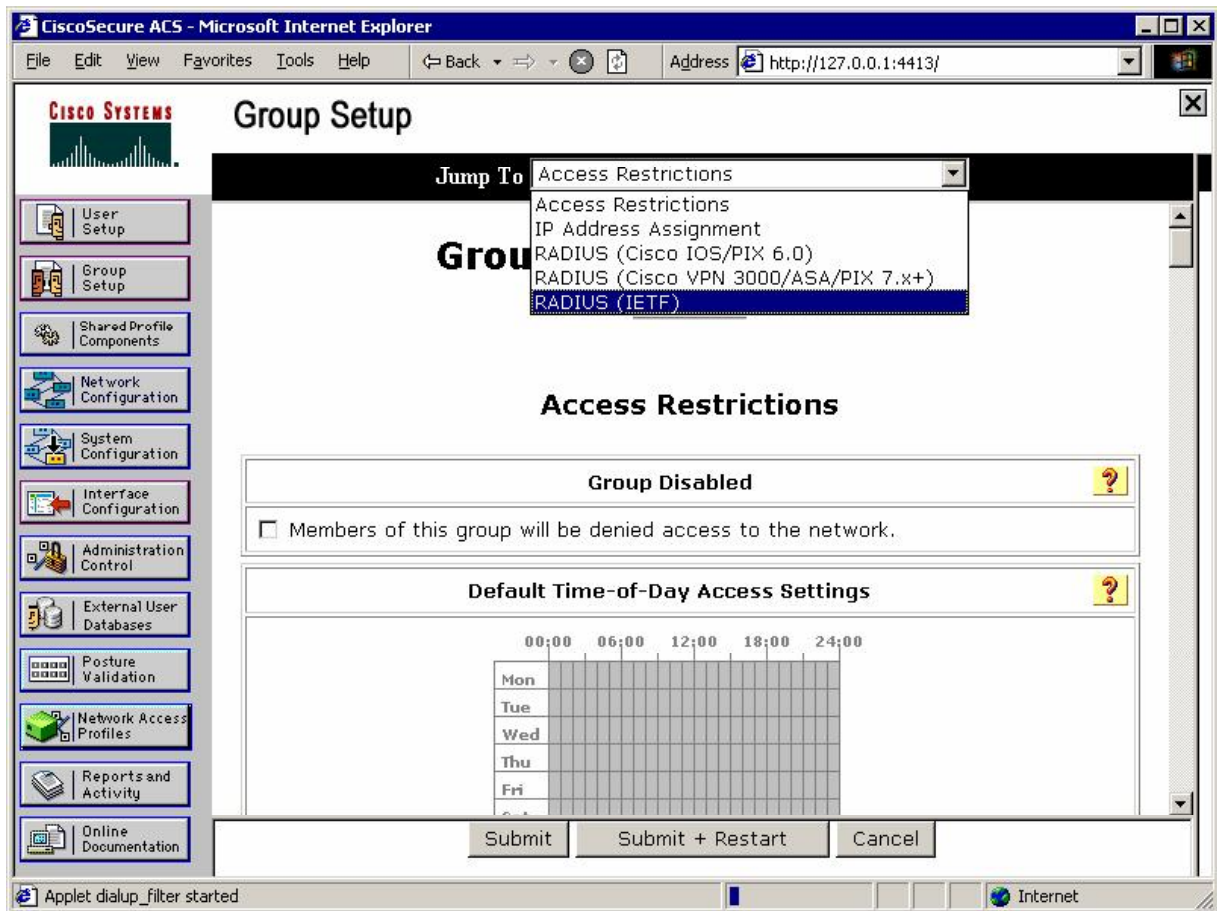 CiscoSecure ACS - Microsoft Internet Explorer
File Edit View Favorites Tools Help Back Address http://127.0.0.1:4413/
CISCO SYSTEMS
Group Setup
Jump To Access Restrictions
Access Restrictions
IP Address Assignment
RADIUS (Cisco IOS/PIX 6.0)
RADIUS (Cisco VPN 3000/ASA/PIX 7.x+)
RADIUS (IETF)
Grou
User
Setup
Group
Setup
Shared Profile
Components
Network
Configuration
System
Configuration
Interface
Configuration
Administration
Control
External User
Databases
Posture
Validation
Network Access
Profiles
Reports and
Activity
Online
Documentation
Access Restrictions
Group Disabled
Members of this group will be denied access to the network.
Default Time-of-Day Access Settings
00:00 06:00 12:00 18:00 24:00
Mon
Tue
Wed
Thu
Fri
Submit Submit + Restart Cancel
Applet dialup_filter started Internet